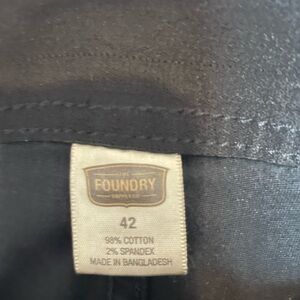 THE
FOUNDRY
SUPPLY CO
42
98% COTTON
2% SPANDEX
MADE IN BANGLADESH